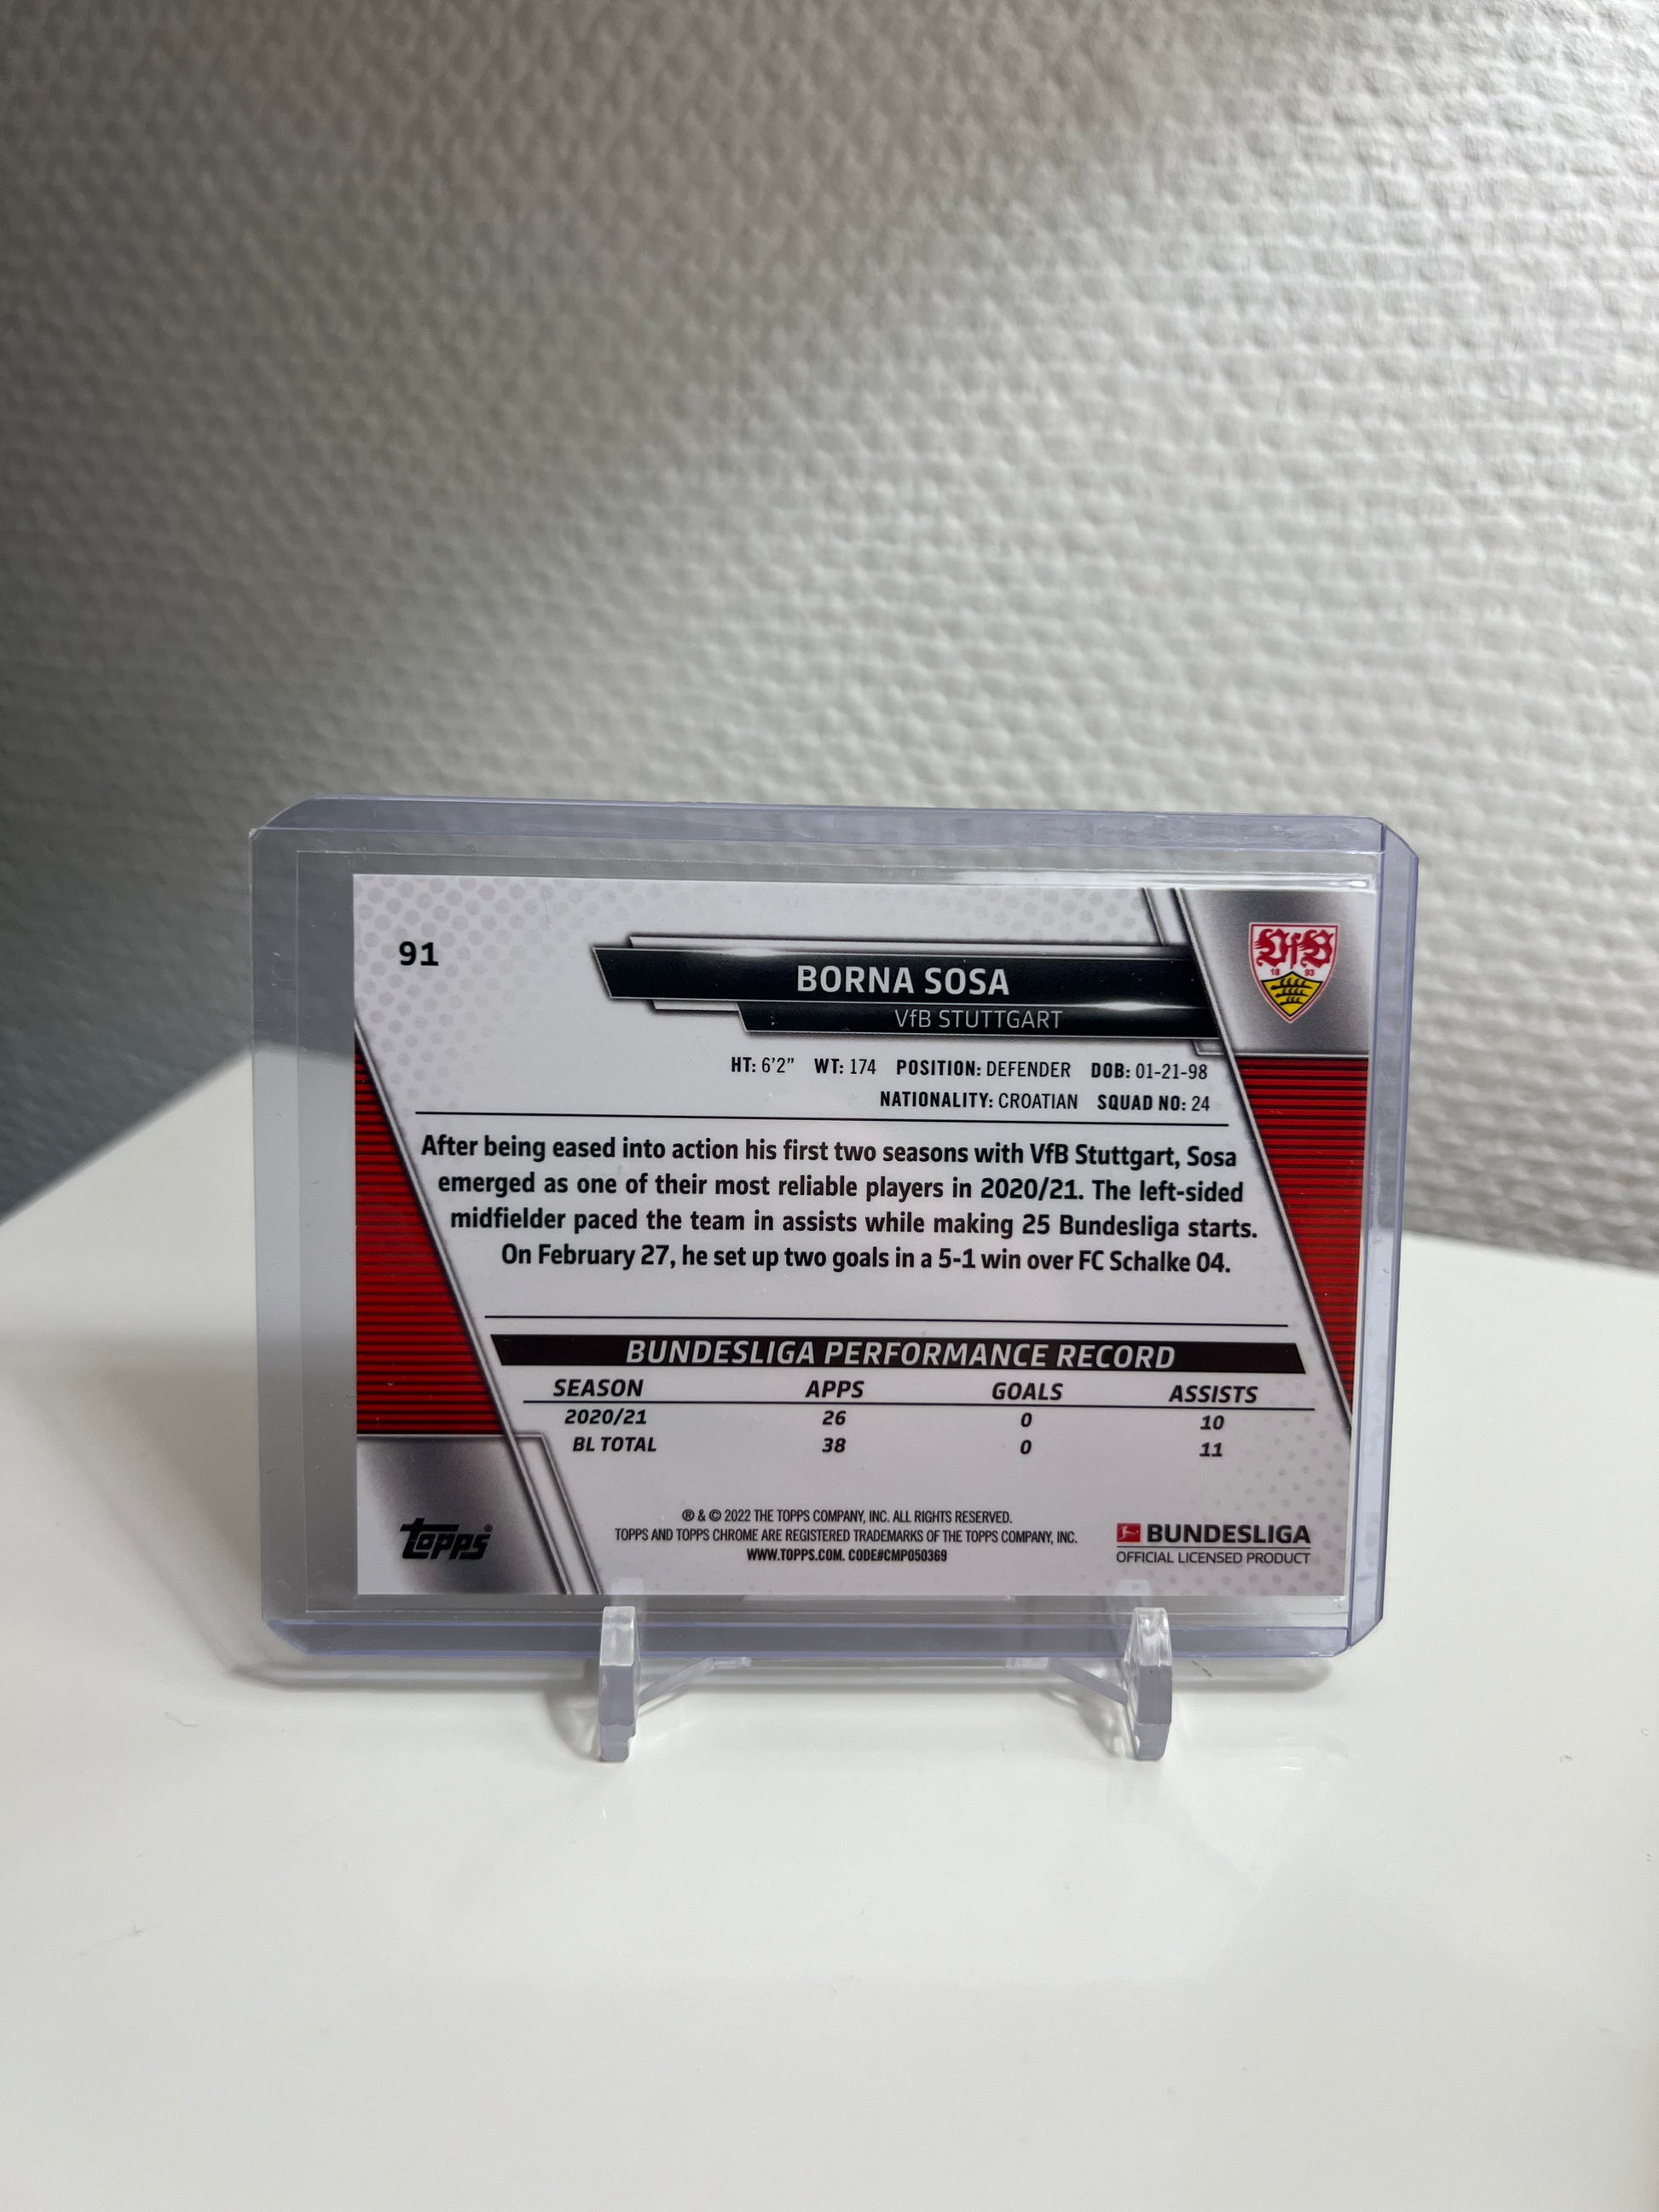 91
BORNA SOSA
VfB STUTTGART
VfB
18 93
HT: 6'2" WT: 174 POSITION: DEFENDER DOB: 01-21-98
NATIONALITY: CROATIAN SQUAD NO: 24
After being eased into action his first two seasons with VfB Stuttgart, Sosa
emerged as one of their most reliable players in 2020/21. The left-sided
midfielder paced the team in assists while making 25 Bundesliga starts.
On February 27, he set up two goals in a 5-1 win over FC Schalke 04.
BUNDESLIGA PERFORMANCE RECORD
SEASON APPS GOALS ASSISTS
2020/21 26 0 10
BL TOTAL 38 0 11
® & © 2022 THE TOPPS COMPANY, INC. ALL RIGHTS RESERVED.
TOPPS AND TOPPS CHROME ARE REGISTERED TRADEMARKS OF THE TOPPS COMPANY, INC.
WWW.TOPPS.COM. CODE#CMP050369
topps®
BUNDESLIGA
OFFICIAL LICENSED PRODUCT